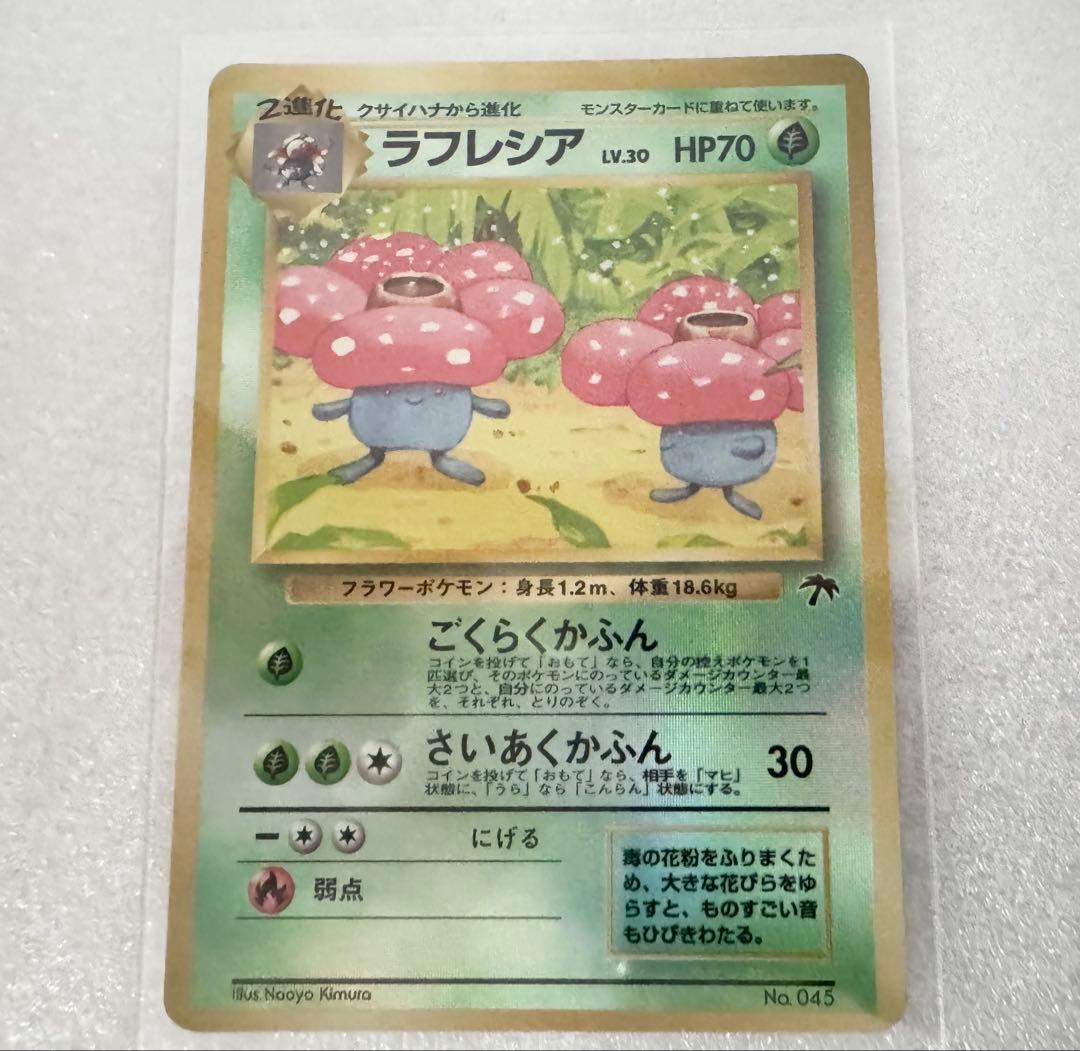 2進化 クサイハナから進化 モンスターカードに重ねて使います。
ラフレシア LV.30 HP70
フラワーポケモン：身長1.2m、体重18.6kg
ごくらくかふん
コインを投げて「おもて」なら、自分の控えポケモンを1
匹選び、そのポケモンにのっているダメージカウンター最
大2つと、自分にのっているダメージカウンター最大2つ
を、それぞれ、とりのぞく。
さいあくかふん 30
コインを投げて「おもて」なら、相手を「マヒ」
状態に、「うら」なら「こんらん」状態にする。
にげる
弱点
毒の花粉をふりまくた
め、大きな花びらをゆ
らすと、ものすごい音
もひびきわたる。
Illus. Naoyo Kimura No. 045